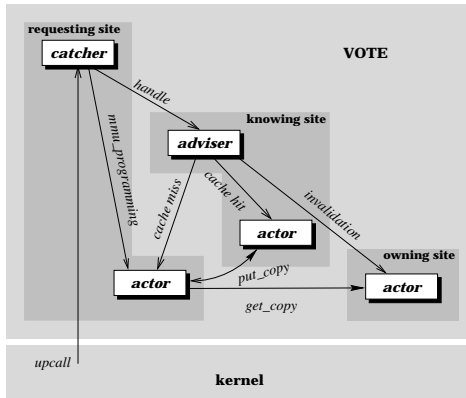 requesting site
catcher
VOTE
handle
knowing site
mmu_programming
adviser
cache miss
cache hit
invalidation
actor
owning site
put_copy
actor
actor
get_copy
upcall
kernel